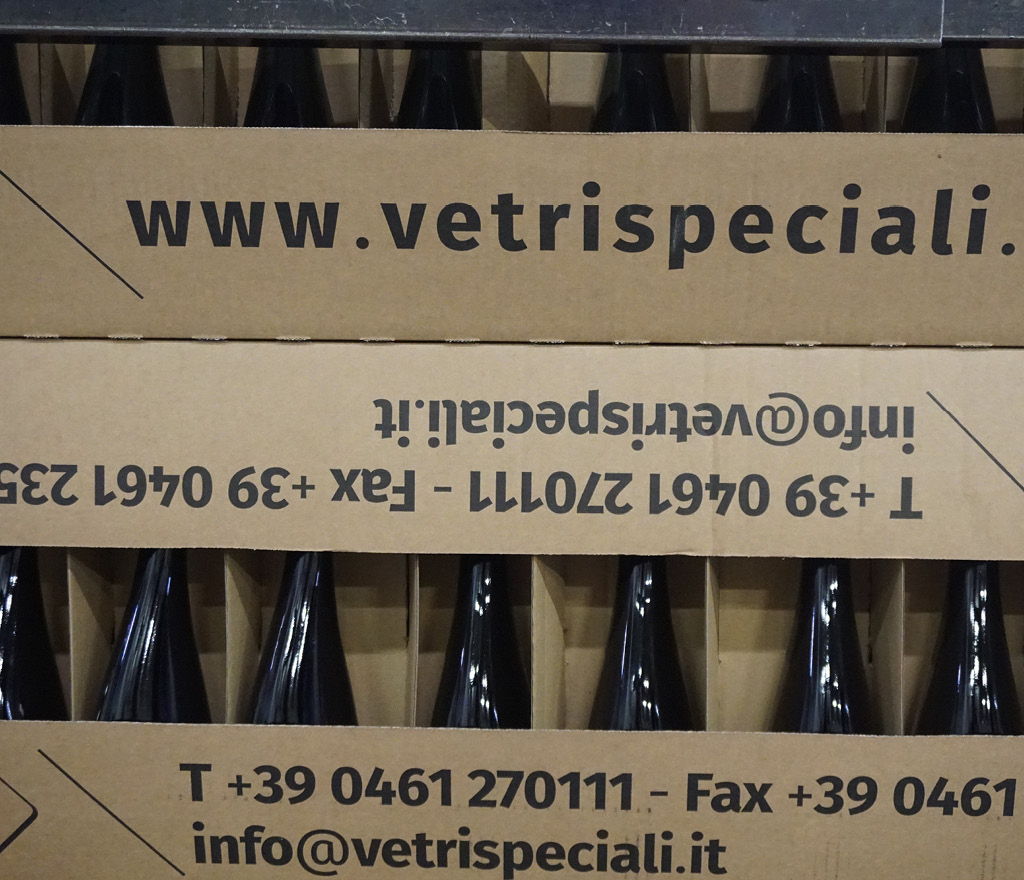 www.vetrispeciali.
info@vetrispeciali.it
T +39 0461 270111 - Fax +39 0461 235
T +39 0461 270111 - Fax +39 0461
info@vetrispeciali.it